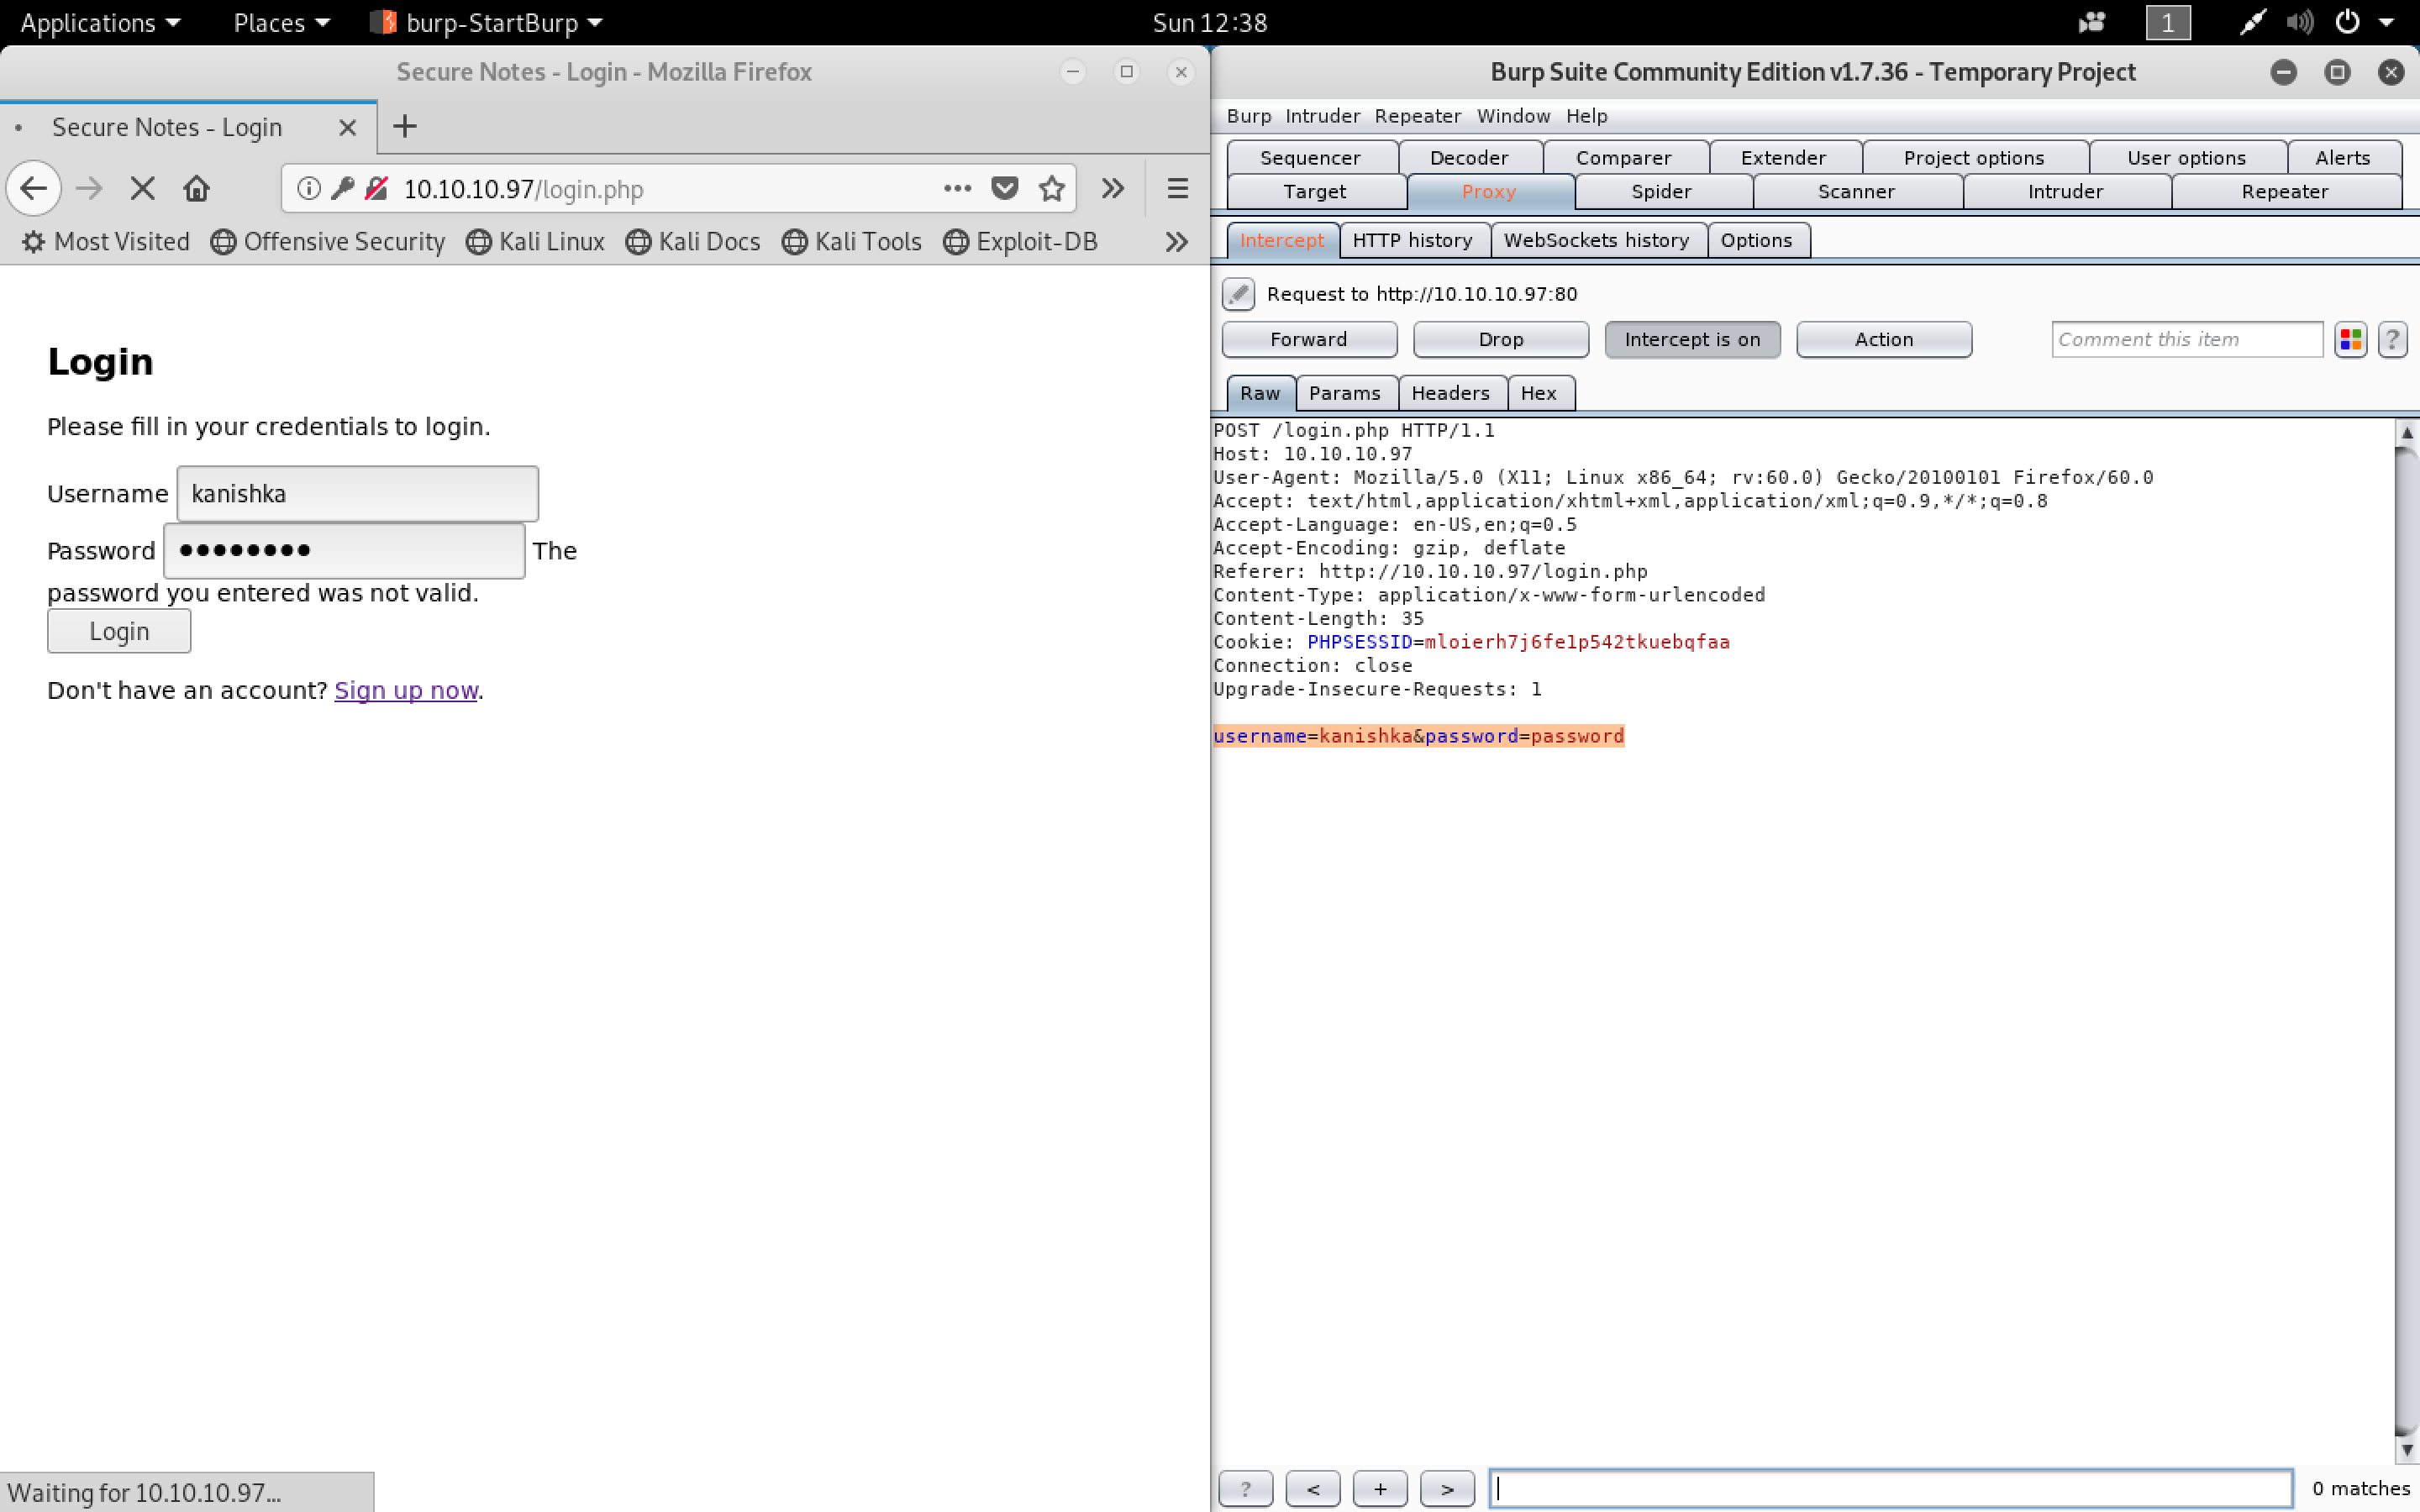 Applications Places burp-StartBurp Sun 12:38 1
Secure Notes - Login - Mozilla Firefox
Secure Notes - Login
10.10.10.97/login.php
Most Visited Offensive Security Kali Linux Kali Docs Kali Tools Exploit-DB
Login
Please fill in your credentials to login.
Username kanishka
Password ●●●●●●●● The
password you entered was not valid.
Login
Don't have an account? Sign up now.
Waiting for 10.10.10.97...
Burp Suite Community Edition v1.7.36 - Temporary Project
Burp Intruder Repeater Window Help
Sequencer Decoder Comparer Extender Project options User options Alerts
Target Proxy Spider Scanner Intruder Repeater
Intercept HTTP history WebSockets history Options
Request to http://10.10.10.97:80
Forward Drop Intercept is on Action Comment this item ?
Raw Params Headers Hex
POST /login.php HTTP/1.1
Host: 10.10.10.97
User-Agent: Mozilla/5.0 (X11; Linux x86_64; rv:60.0) Gecko/20100101 Firefox/60.0
Accept: text/html,application/xhtml+xml,application/xml;q=0.9,*/*;q=0.8
Accept-Language: en-US,en;q=0.5
Accept-Encoding: gzip, deflate
Referer: http://10.10.10.97/login.php
Content-Type: application/x-www-form-urlencoded
Content-Length: 35
Cookie: PHPSESSID=mloierh7j6fe1p542tkuebqfaa
Connection: close
Upgrade-Insecure-Requests: 1
username=kanishka&password=password
? < + > 0 matches